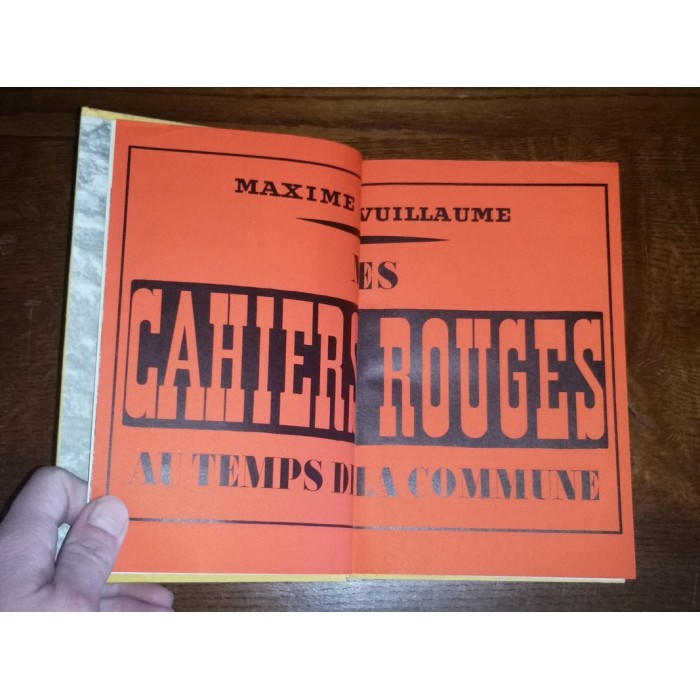 MAXIME VUILLAUME
MES
CAHIERS ROUGES
AU TEMPS DE LA COMMUNE